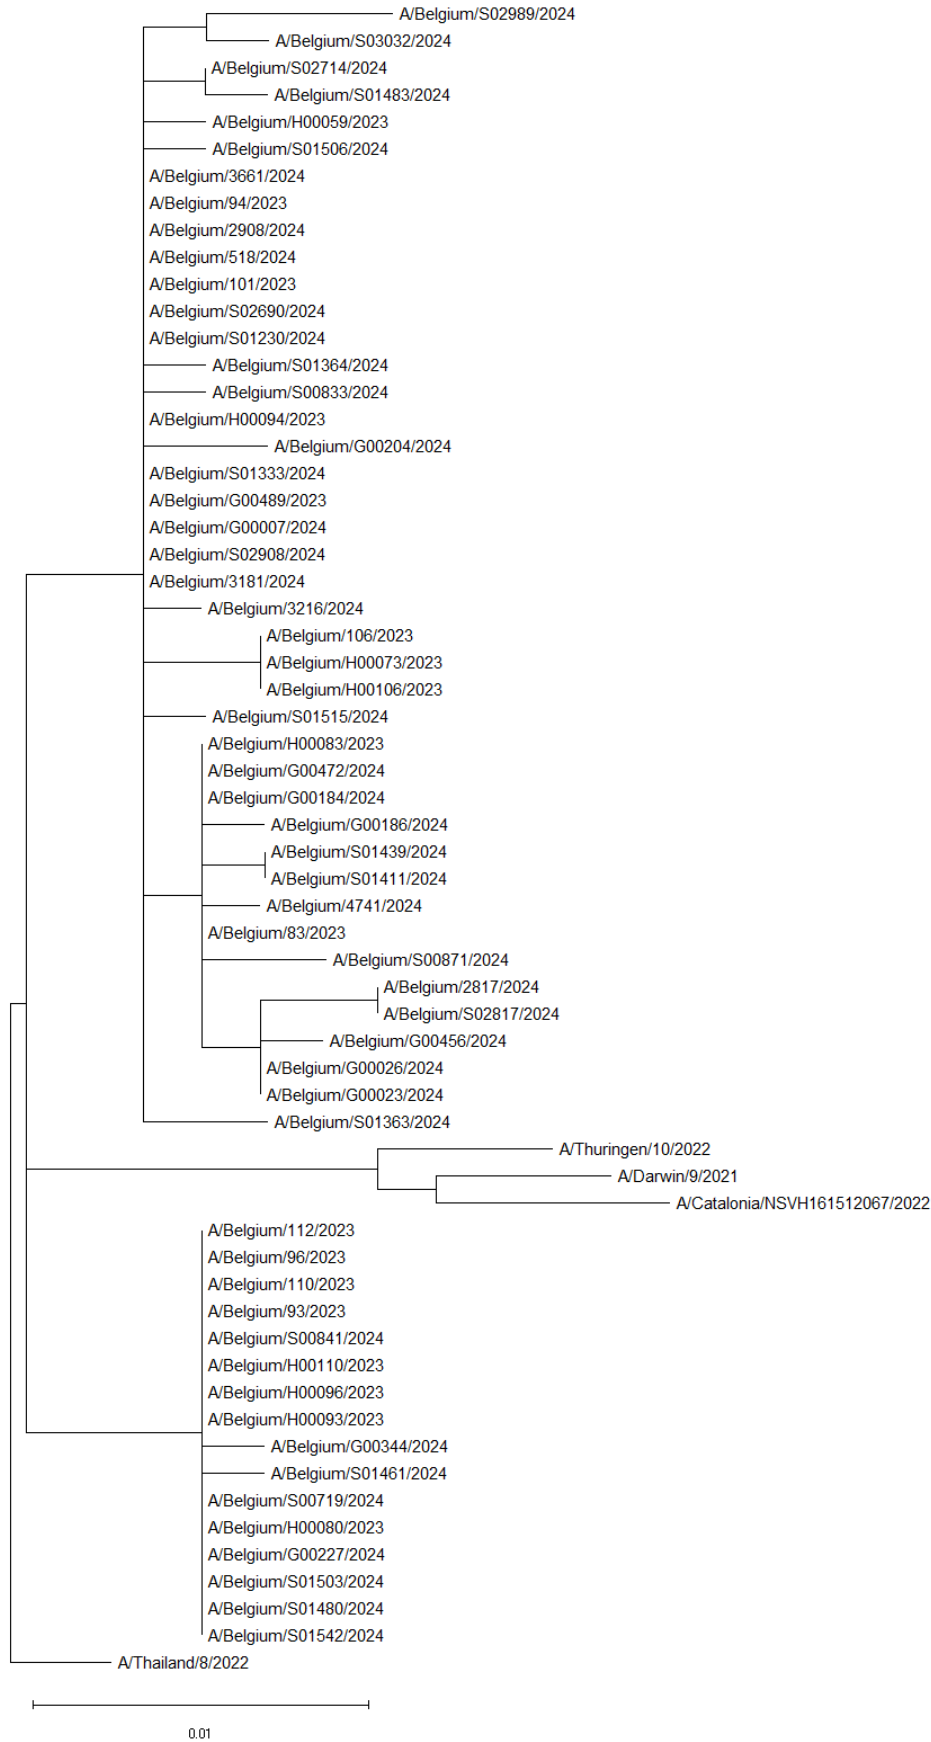 A/Belgium/S02989/2024
A/Belgium/S03032/2024
A/Belgium/S02714/2024
A/Belgium/S01483/2024
A/Belgium/H00059/2023
A/Belgium/S01506/2024
A/Belgium/3661/2024
A/Belgium/94/2023
A/Belgium/2908/2024
A/Belgium/518/2024
A/Belgium/101/2023
A/Belgium/S02690/2024
A/Belgium/S01230/2024
A/Belgium/S01364/2024
A/Belgium/S00833/2024
A/Belgium/H00094/2023
A/Belgium/G00204/2024
A/Belgium/S01333/2024
A/Belgium/G00489/2023
A/Belgium/G00007/2024
A/Belgium/S02908/2024
A/Belgium/3181/2024
A/Belgium/3216/2024
A/Belgium/106/2023
A/Belgium/H00073/2023
A/Belgium/H00106/2023
A/Belgium/S01515/2024
A/Belgium/H00083/2023
A/Belgium/G00472/2024
A/Belgium/G00184/2024
A/Belgium/G00186/2024
A/Belgium/S01439/2024
A/Belgium/S01411/2024
A/Belgium/4741/2024
A/Belgium/83/2023
A/Belgium/S00871/2024
A/Belgium/2817/2024
A/Belgium/S02817/2024
A/Belgium/G00456/2024
A/Belgium/G00026/2024
A/Belgium/G00023/2024
A/Belgium/S01363/2024
A/Thuringen/10/2022
A/Darwin/9/2021
A/Catalonia/NSVH161512067/2022
A/Belgium/112/2023
A/Belgium/96/2023
A/Belgium/110/2023
A/Belgium/93/2023
A/Belgium/S00841/2024
A/Belgium/H00110/2023
A/Belgium/H00096/2023
A/Belgium/H00093/2023
A/Belgium/G00344/2024
A/Belgium/S01461/2024
A/Belgium/S00719/2024
A/Belgium/H00080/2023
A/Belgium/G00227/2024
A/Belgium/S01503/2024
A/Belgium/S01480/2024
A/Belgium/S01542/2024
A/Thailand/8/2022
0.01